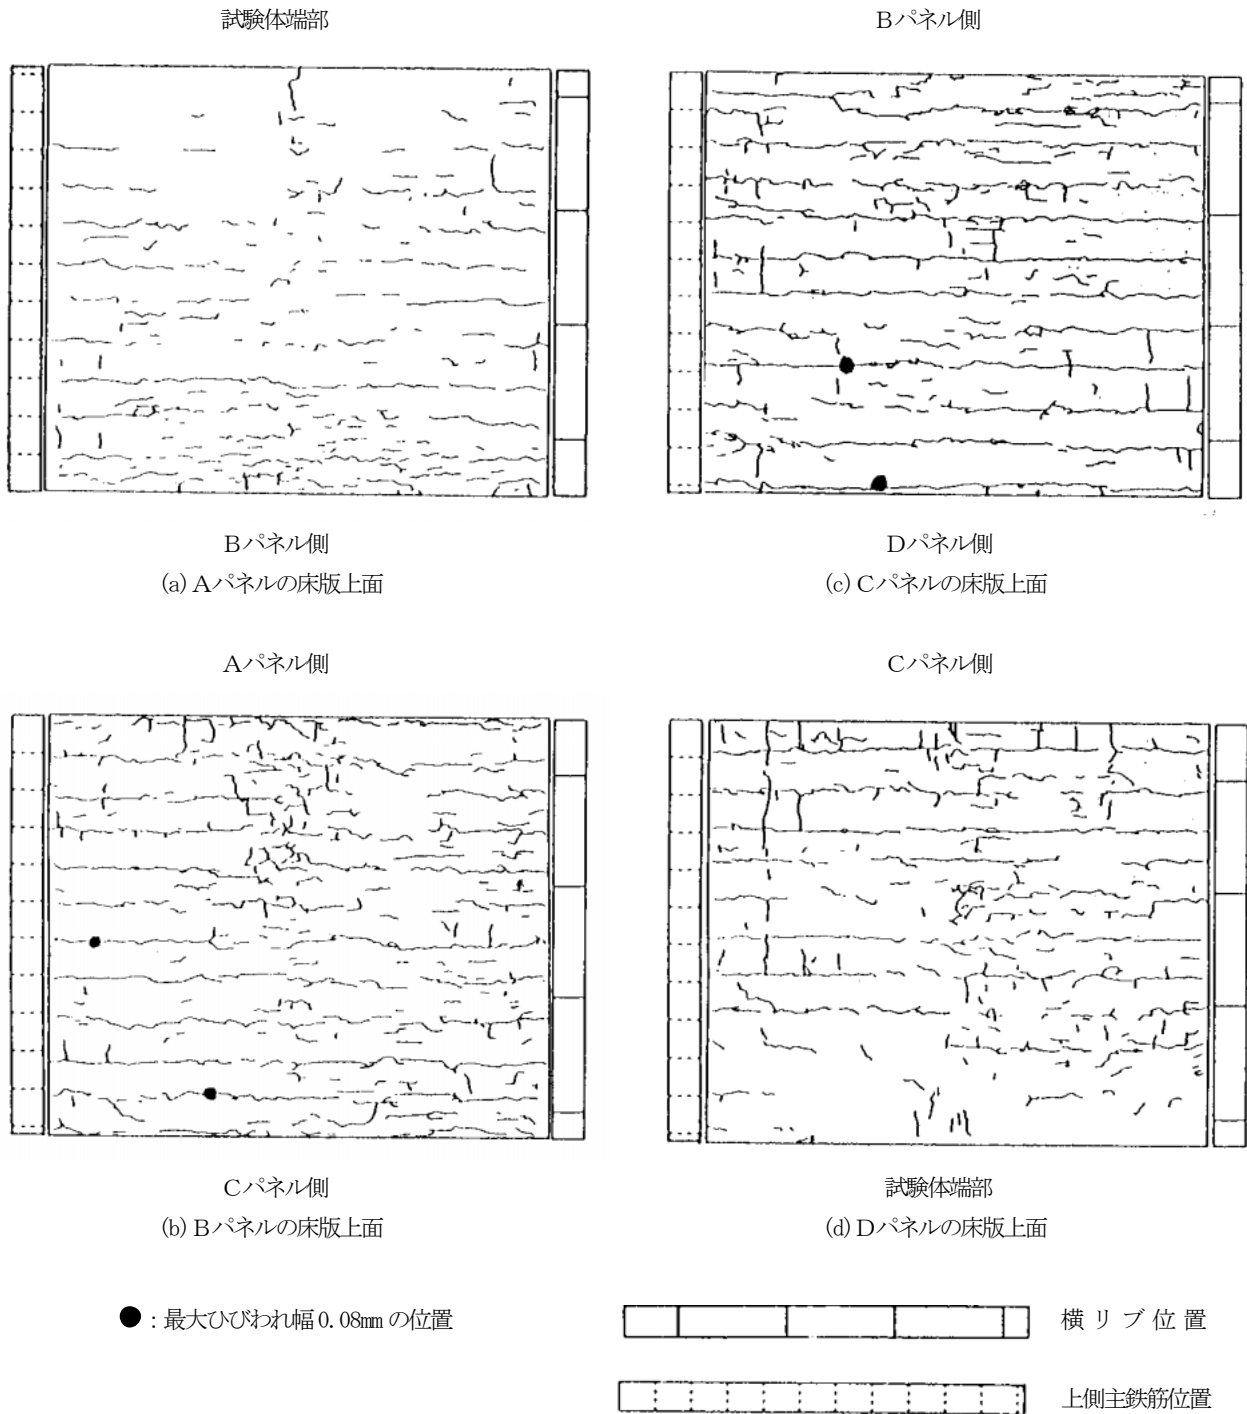 試験体端部
Bパネル側
(a) Aパネルの床版上面
Bパネル側
Dパネル側
(c) Cパネルの床版上面
Aパネル側
Cパネル側
(b) Bパネルの床版上面
Cパネル側
試験体端部
(d) Dパネルの床版上面
●：最大ひびわれ幅0.08mmの位置
横リブ位置
上側主鉄筋位置